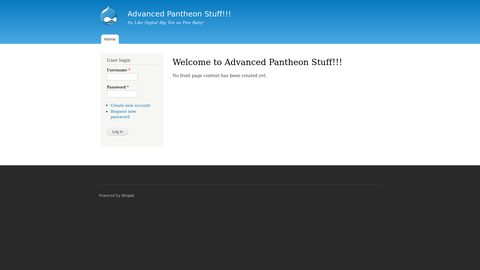 Advanced Pantheon Stuff!!!
Its Like Digital Big Tex on Fire Baby!
Home
User login
Username *
Password *
Create new account
Request new
password
Log in
Welcome to Advanced Pantheon Stuff!!!
No front page content has been created yet.
Powered by Drupal